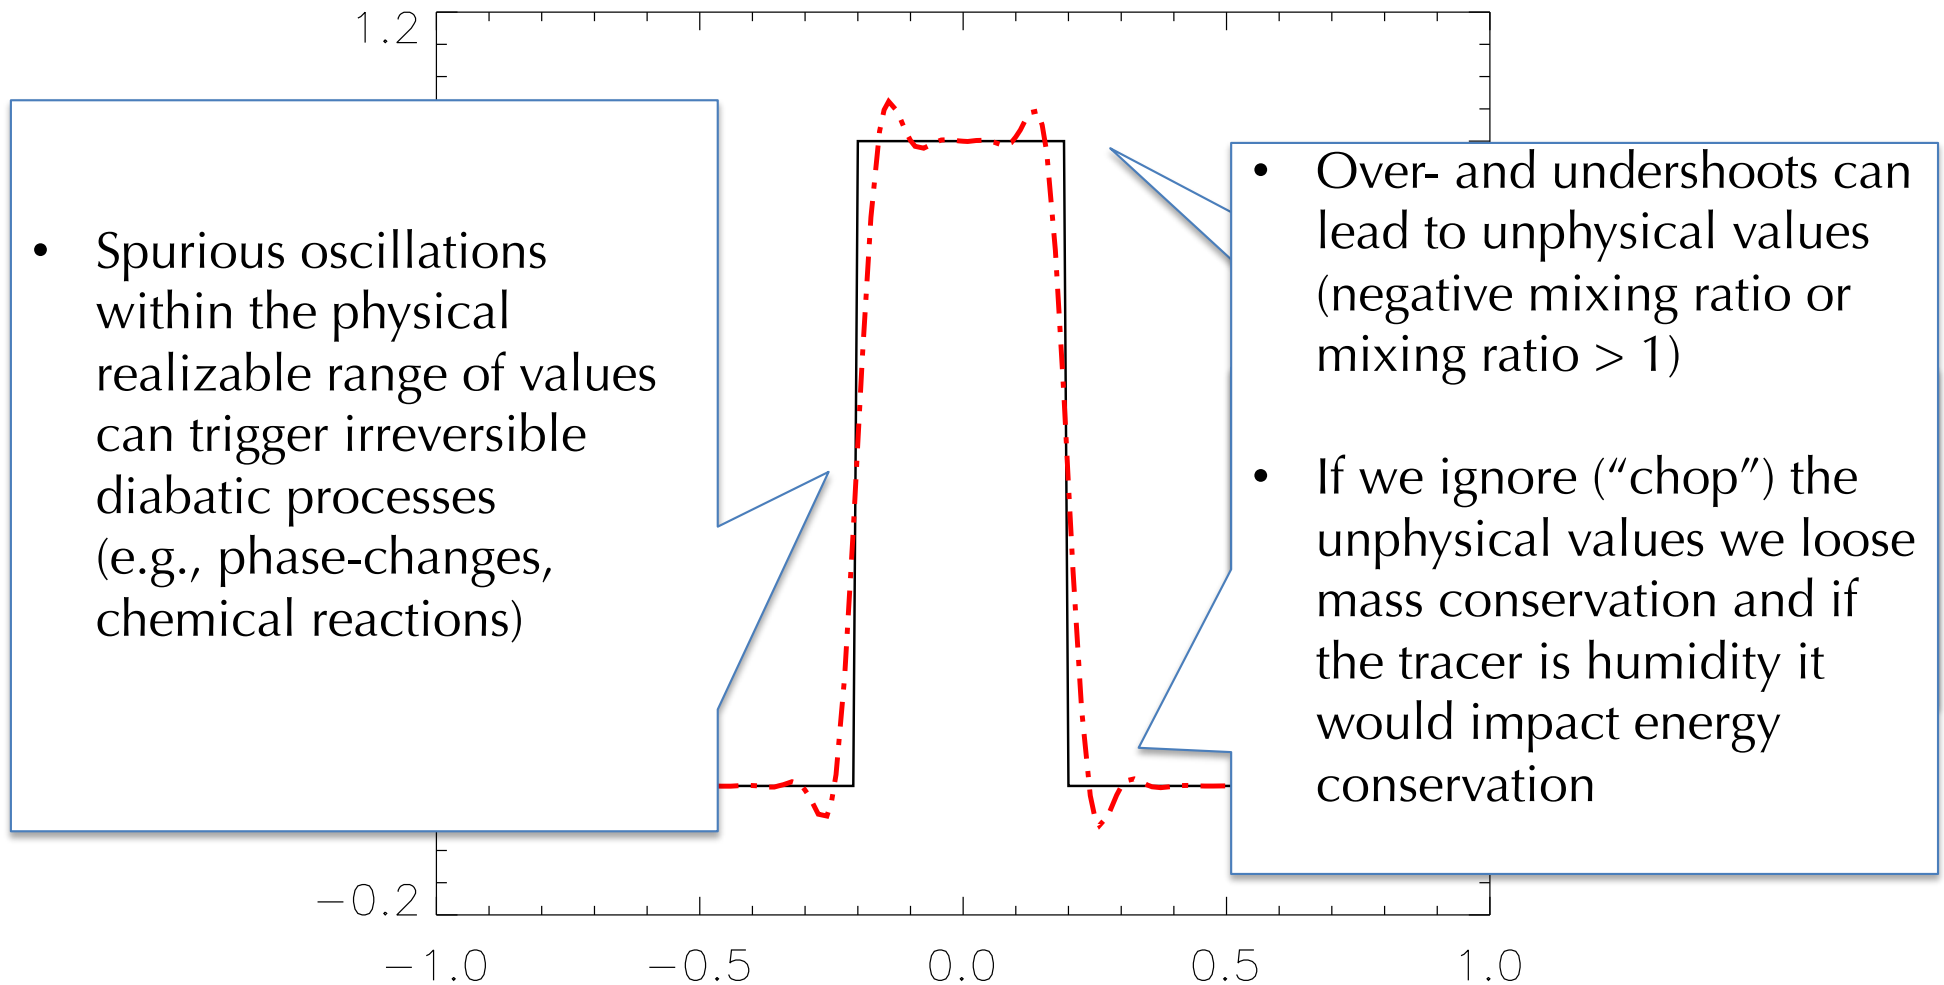 1.2
• Spurious oscillations
within the physical
realizable range of values
can trigger irreversible
diabatic processes
(e.g., phase-changes,
chemical reactions)
• Over- and undershoots can
lead to unphysical values
(negative mixing ratio or
mixing ratio > 1)
• If we ignore (“chop”) the
unphysical values we loose
mass conservation and if
the tracer is humidity it
would impact energy
conservation
−0.2
−1.0 −0.5 0.0 0.5 1.0